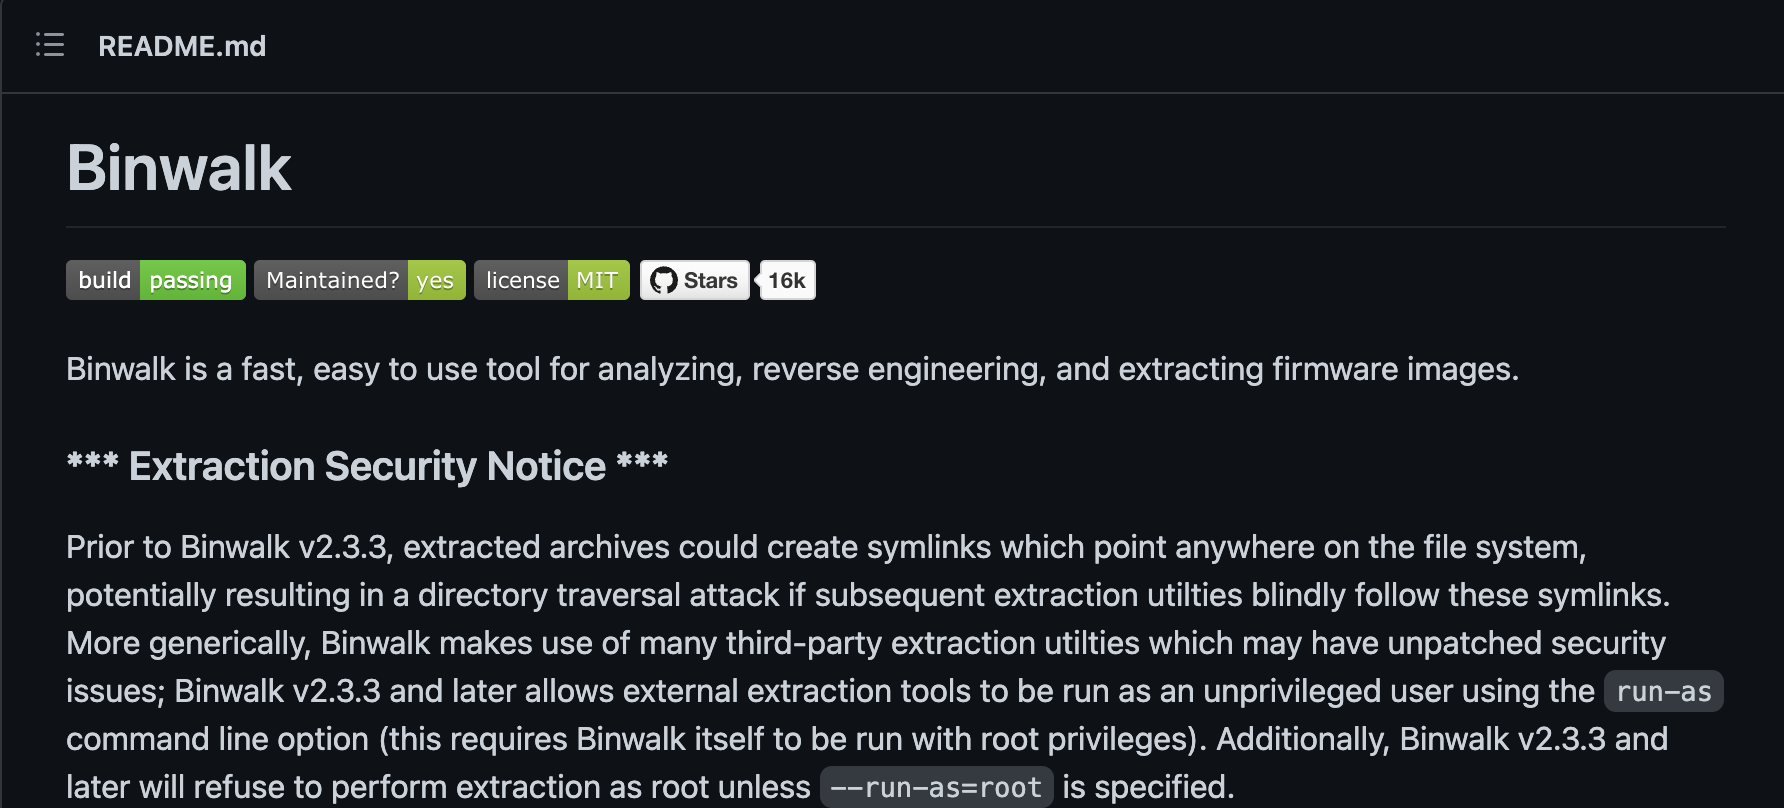 README.md
Binwalk
build passing Maintained? yes license MIT Stars 16k
Binwalk is a fast, easy to use tool for analyzing, reverse engineering, and extracting firmware images.
*** Extraction Security Notice ***
Prior to Binwalk v2.3.3, extracted archives could create symlinks which point anywhere on the file system,
potentially resulting in a directory traversal attack if subsequent extraction utilties blindly follow these symlinks.
More generically, Binwalk makes use of many third-party extraction utilties which may have unpatched security
issues; Binwalk v2.3.3 and later allows external extraction tools to be run as an unprivileged user using the run-as
command line option (this requires Binwalk itself to be run with root privileges). Additionally, Binwalk v2.3.3 and
later will refuse to perform extraction as root unless --run-as=root is specified.